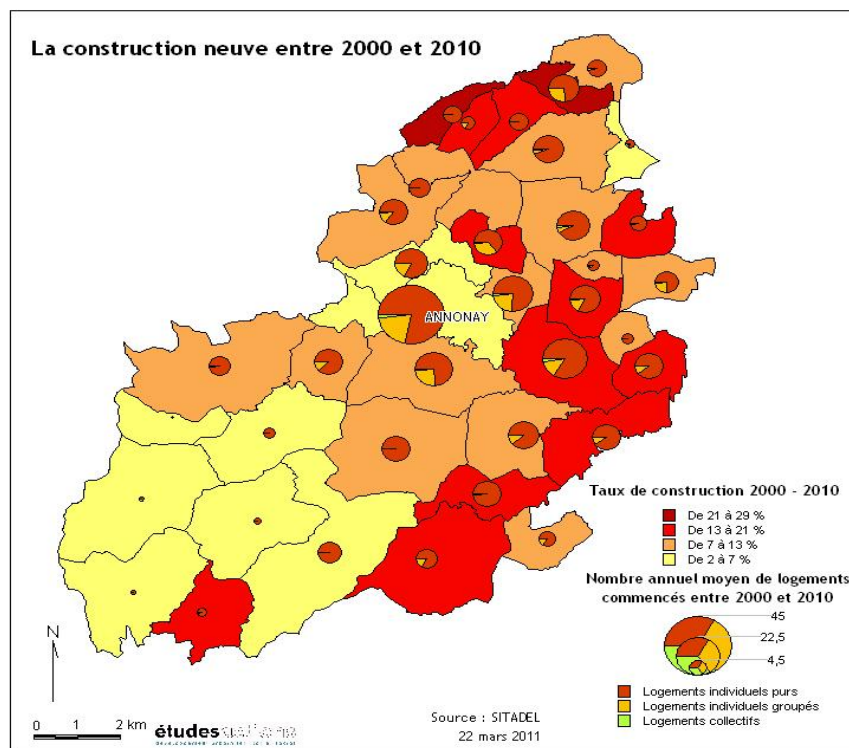 La construction neuve entre 2000 et 2010
ANNONAY
Taux de construction 2000 - 2010
De 21 à 29 %
De 13 à 21 %
De 7 à 13 %
De 2 à 7 %
Nombre annuel moyen de logements
commencés entre 2000 et 2010
45
22,5
4,5
Logements individuels purs
Logements individuels groupés
Logements collectifs
N
0 1 2 km
études
Source : SITADEL
22 mars 2011